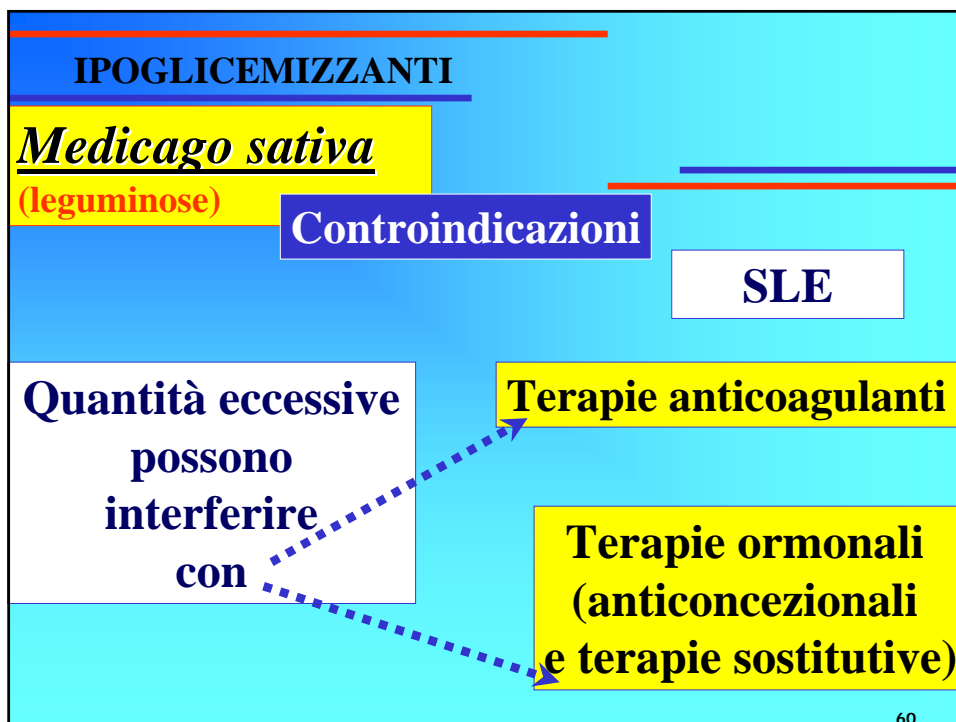 IPOGLICEMIZZANTI
Medicago sativa
(leguminose)
Controindicazioni
SLE
Quantità eccessive
possono
interferire
con
Terapie anticoagulanti
Terapie ormonali
(anticoncezionali
e terapie sostitutive)
60